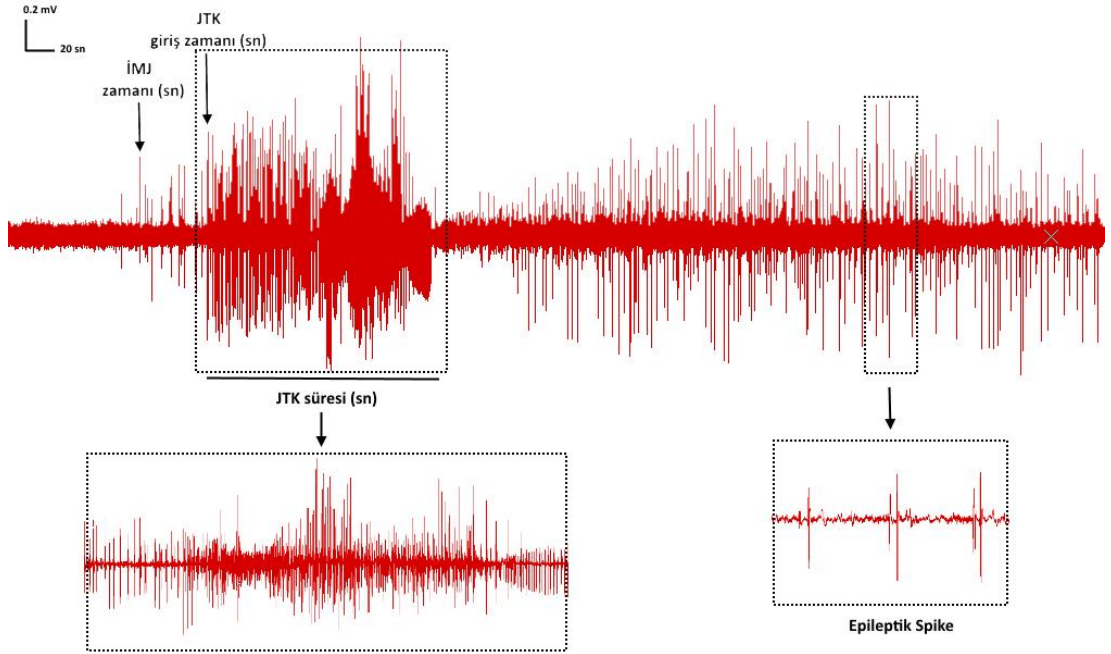 0.2 mV
20 sn
JTK
giriş zamanı (sn)
İMJ
zamanı (sn)
JTK süresi (sn)
Epileptik Spike